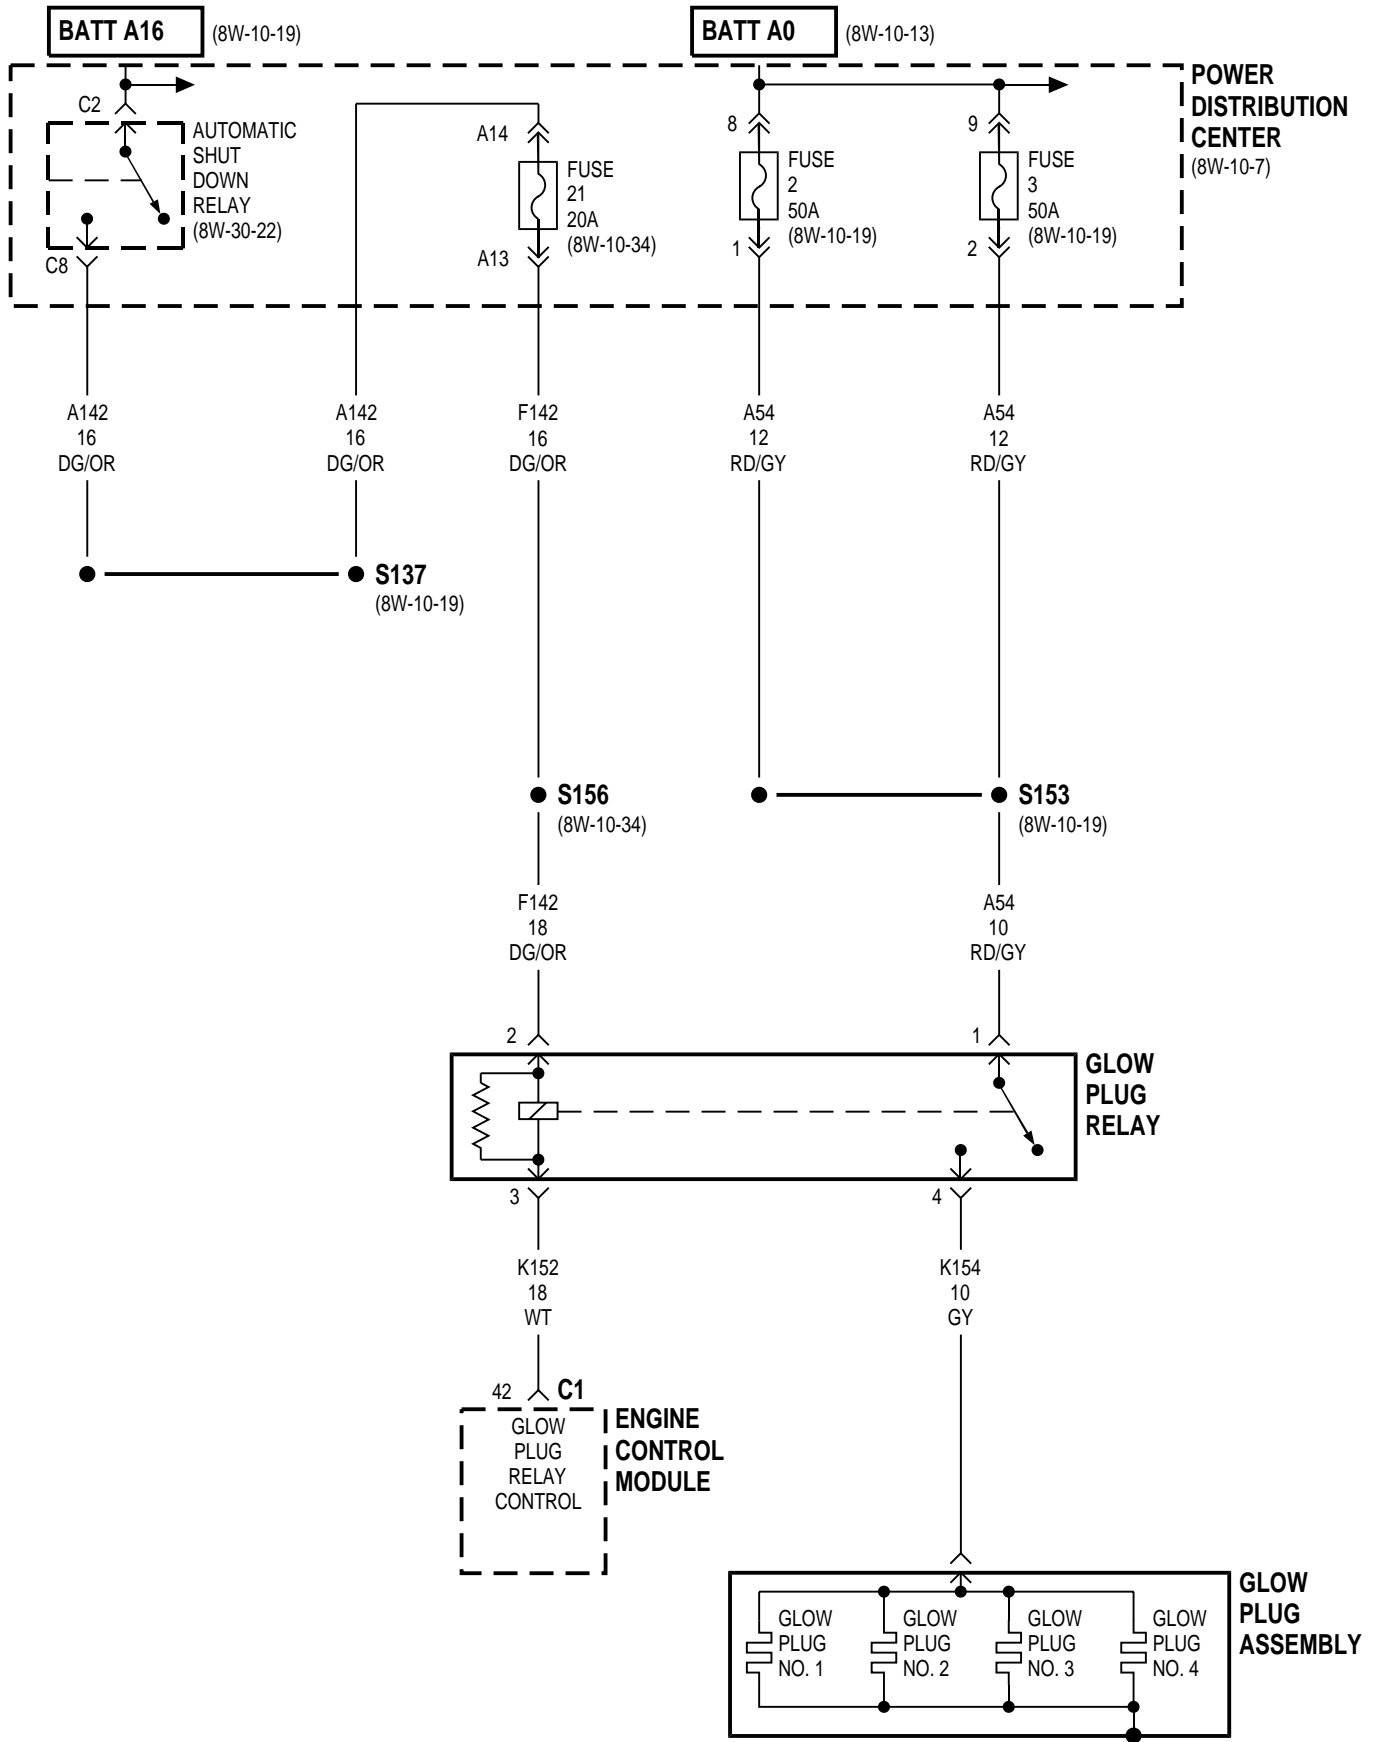 BATT A16 (8W-10-19)
BATT A0 (8W-10-13)
POWER
DISTRIBUTION
CENTER
(8W-10-7)
C2
AUTOMATIC
SHUT
DOWN
RELAY
(8W-30-22)
C8
A14
FUSE
21
20A
(8W-10-34)
A13
8
FUSE
2
50A
(8W-10-19)
1
9
FUSE
3
50A
(8W-10-19)
2
A142
16
DG/OR
A142
16
DG/OR
F142
16
DG/OR
A54
12
RD/GY
A54
12
RD/GY
S137
(8W-10-19)
S156
(8W-10-34)
S153
(8W-10-19)
F142
18
DG/OR
A54
10
RD/GY
2
1
GLOW
PLUG
RELAY
3
4
K152
18
WT
K154
10
GY
42 C1
GLOW
PLUG
RELAY
CONTROL
ENGINE
CONTROL
MODULE
GLOW
PLUG
NO. 1
GLOW
PLUG
NO. 2
GLOW
PLUG
NO. 3
GLOW
PLUG
NO. 4
GLOW
PLUG
ASSEMBLY